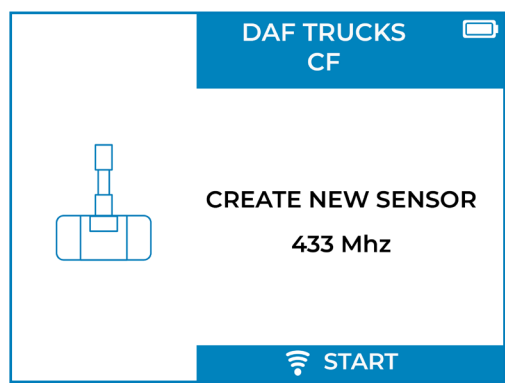 DAF TRUCKS
CF
CREATE NEW SENSOR
433 Mhz
START